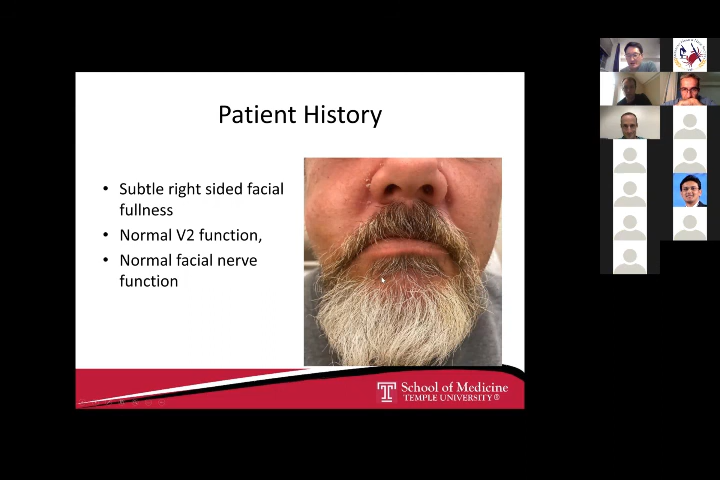 Patient History
• Subtle right sided facial
fullness
• Normal V2 function,
• Normal facial nerve
function
School of Medicine
TEMPLE UNIVERSITY®